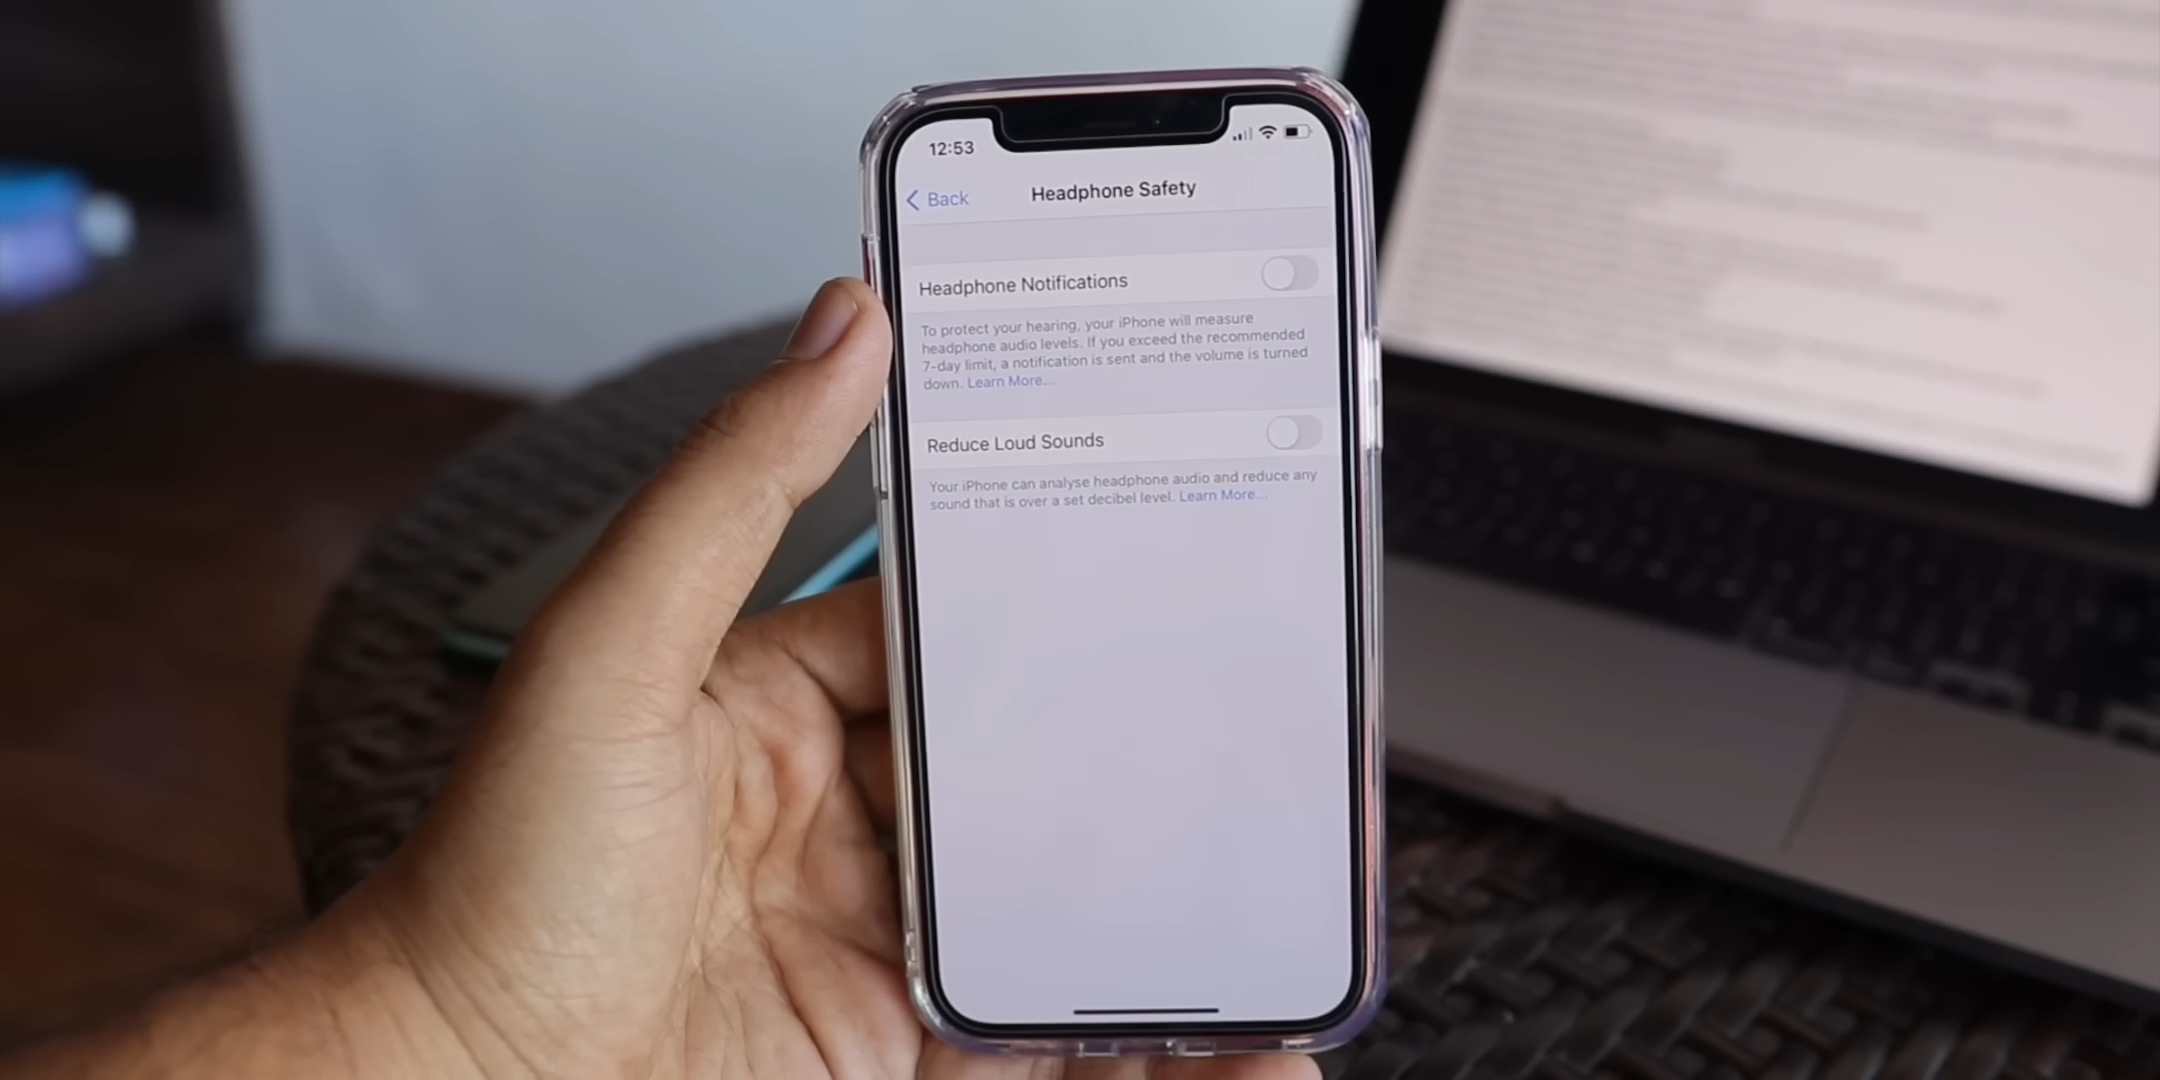 12:53
Back
Headphone Safety
Headphone Notifications
To protect your hearing, your iPhone will measure
headphone audio levels. If you exceed the recommended
7-day limit, a notification is sent and the volume is turned
down. Learn More...
Reduce Loud Sounds
Your iPhone can analyse headphone audio and reduce any
sound that is over a set decibel level. Learn More...